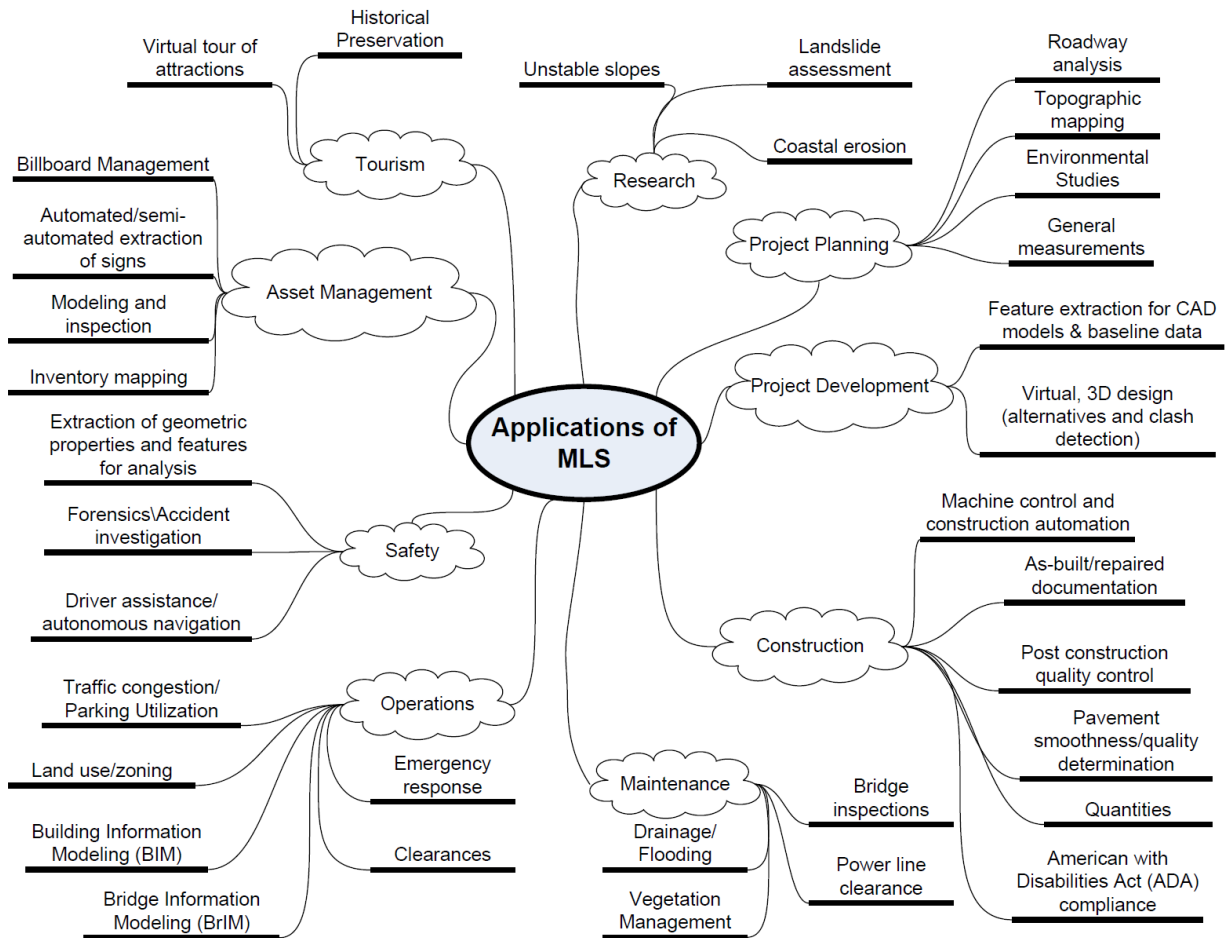 Historical
Preservation
Virtual tour of
attractions
Tourism
Unstable slopes
Landslide
assessment
Coastal erosion
Research
Roadway
analysis
Topographic
mapping
Environmental
Studies
General
measurements
Project Planning
Billboard Management
Automated/semi-
automated extraction
of signs
Modeling and
inspection
Inventory mapping
Asset Management
Feature extraction for CAD
models & baseline data
Virtual, 3D design
(alternatives and clash
detection)
Project Development
Applications of
MLS
Extraction of geometric
properties and features
for analysis
Forensics\Accident
investigation
Driver assistance/
autonomous navigation
Safety
Machine control and
construction automation
As-built/repaired
documentation
Post construction
quality control
Pavement
smoothness/quality
determination
Quantities
American with
Disabilities Act (ADA)
compliance
Construction
Traffic congestion/
Parking Utilization
Land use/zoning
Building Information
Modeling (BIM)
Bridge Information
Modeling (BrIM)
Operations
Emergency
response
Clearances
Maintenance
Drainage/
Flooding
Vegetation
Management
Bridge
inspections
Power line
clearance